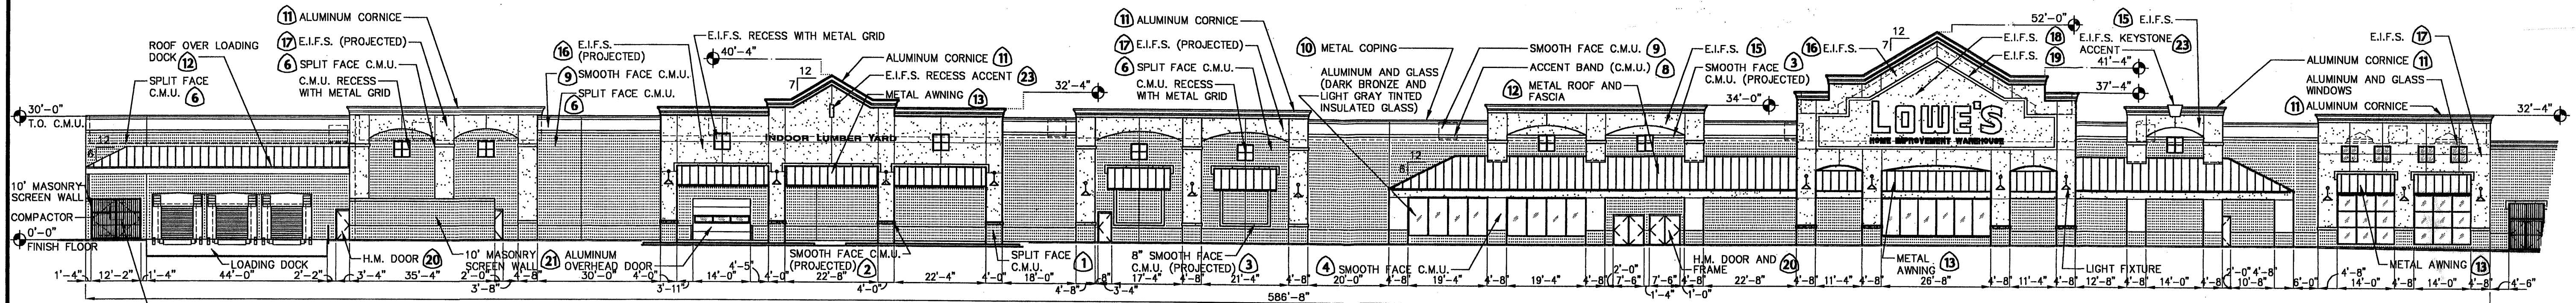 11 ALUMINUM CORNICE
17 E.I.F.S. (PROJECTED)
6 SPLIT FACE C.M.U.
C.M.U. RECESS
WITH METAL GRID
ROOF OVER LOADING
DOCK 12
SPLIT FACE
C.M.U. 6
30'-0"
T.O. C.M.U.
12
6
10' MASONRY
SCREEN WALL
COMPACTOR
0'-0"
FINISH FLOOR
LOADING DOCK
H.M. DOOR 20
10' MASONRY
SCREEN WALL
16 E.I.F.S.
(PROJECTED)
9 SMOOTH FACE C.M.U.
SPLIT FACE C.M.U.
6
E.I.F.S. RECESS WITH METAL GRID
40'-4"
12
7
ALUMINUM CORNICE 11
E.I.F.S. RECESS ACCENT 23
METAL AWNING 13
32'-4"
INDOOR LUMBER YARD
21 ALUMINUM
OVERHEAD DOOR
SMOOTH FACE C.M.U.
(PROJECTED) 2
SPLIT FACE
C.M.U. 1
11 ALUMINUM CORNICE
17 E.I.F.S. (PROJECTED)
6 SPLIT FACE C.M.U.
C.M.U. RECESS
WITH METAL GRID
8" SMOOTH FACE
C.M.U. (PROJECTED) 3
10 METAL COPING
ALUMINUM AND GLASS
(DARK BRONZE AND
LIGHT GRAY TINTED
INSULATED GLASS)
12
6
4 SMOOTH FACE C.M.U.
SMOOTH FACE C.M.U. 9
ACCENT BAND (C.M.U.) 8
12 METAL ROOF AND
FASCIA
E.I.F.S. 15
SMOOTH FACE 3
C.M.U. (PROJECTED)
34'-0"
H.M. DOOR AND
FRAME 20
16 E.I.F.S.
12
7
52'-0"
E.I.F.S. 18
E.I.F.S. 19
41'-4"
37'-4"
LOWE'S
HOME IMPROVEMENT WAREHOUSE
METAL
AWNING 13
15 E.I.F.S.
E.I.F.S. KEYSTONE
ACCENT 23
LIGHT FIXTURE
E.I.F.S. 17
ALUMINUM CORNICE 11
ALUMINUM AND GLASS
WINDOWS
11 ALUMINUM CORNICE
32'-4"
METAL AWNING 13
1'-4" 12'-2" 1'-4" 44'-0" 2'-2" 3'-4" 35'-4" 2'-0" 4'-8" 30'-0" 4'-0" 14'-0" 4'-5" 4'-0" 22'-8" 22'-4" 4'-0" 18'-0" 17'-4" 4'-8" 21'-4" 4'-8" 20'-0" 4'-8" 19'-4" 4'-8" 19'-4" 4'-8" 2'-0" 7'-6" 7'-6" 4'-8" 22'-8" 4'-8" 11'-4" 4'-8" 26'-8" 4'-8" 11'-4" 4'-8" 12'-8" 4'-8" 14'-0" 2'-0" 4'-8" 10'-8" 6'-0" 4'-8" 14'-0" 4'-8" 14'-0" 4'-8" 4'-6"
3'-8" 3'-11" 4'-0" 4'-8" 3'-4" 1'-4" 1'-0"
586'-8"